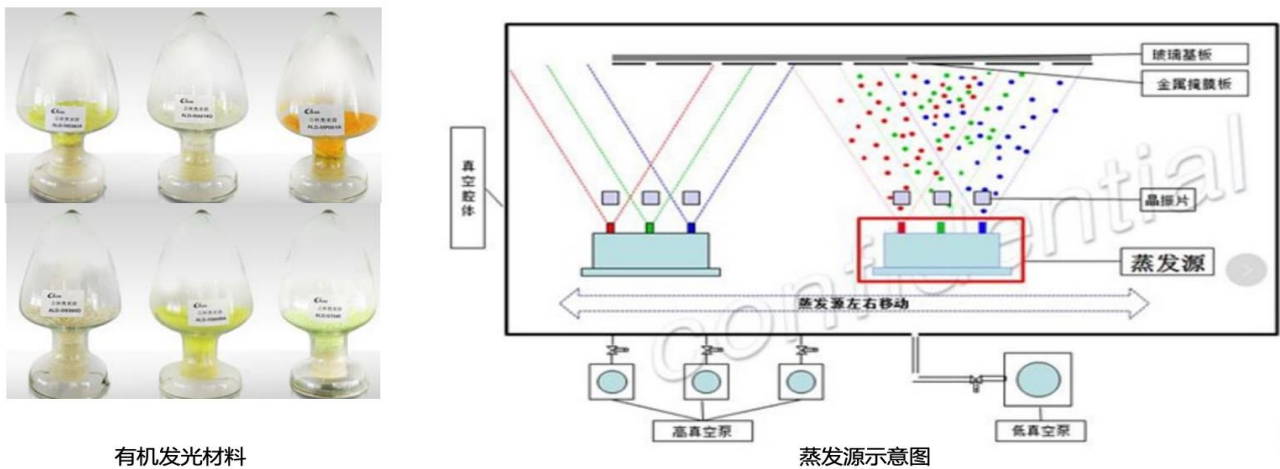 玻璃基板
金属掩膜板
真空腔体
晶振片
蒸发源
蒸发源左右移动
confidential
高真空泵
低真空泵
有机发光材料
蒸发源示意图